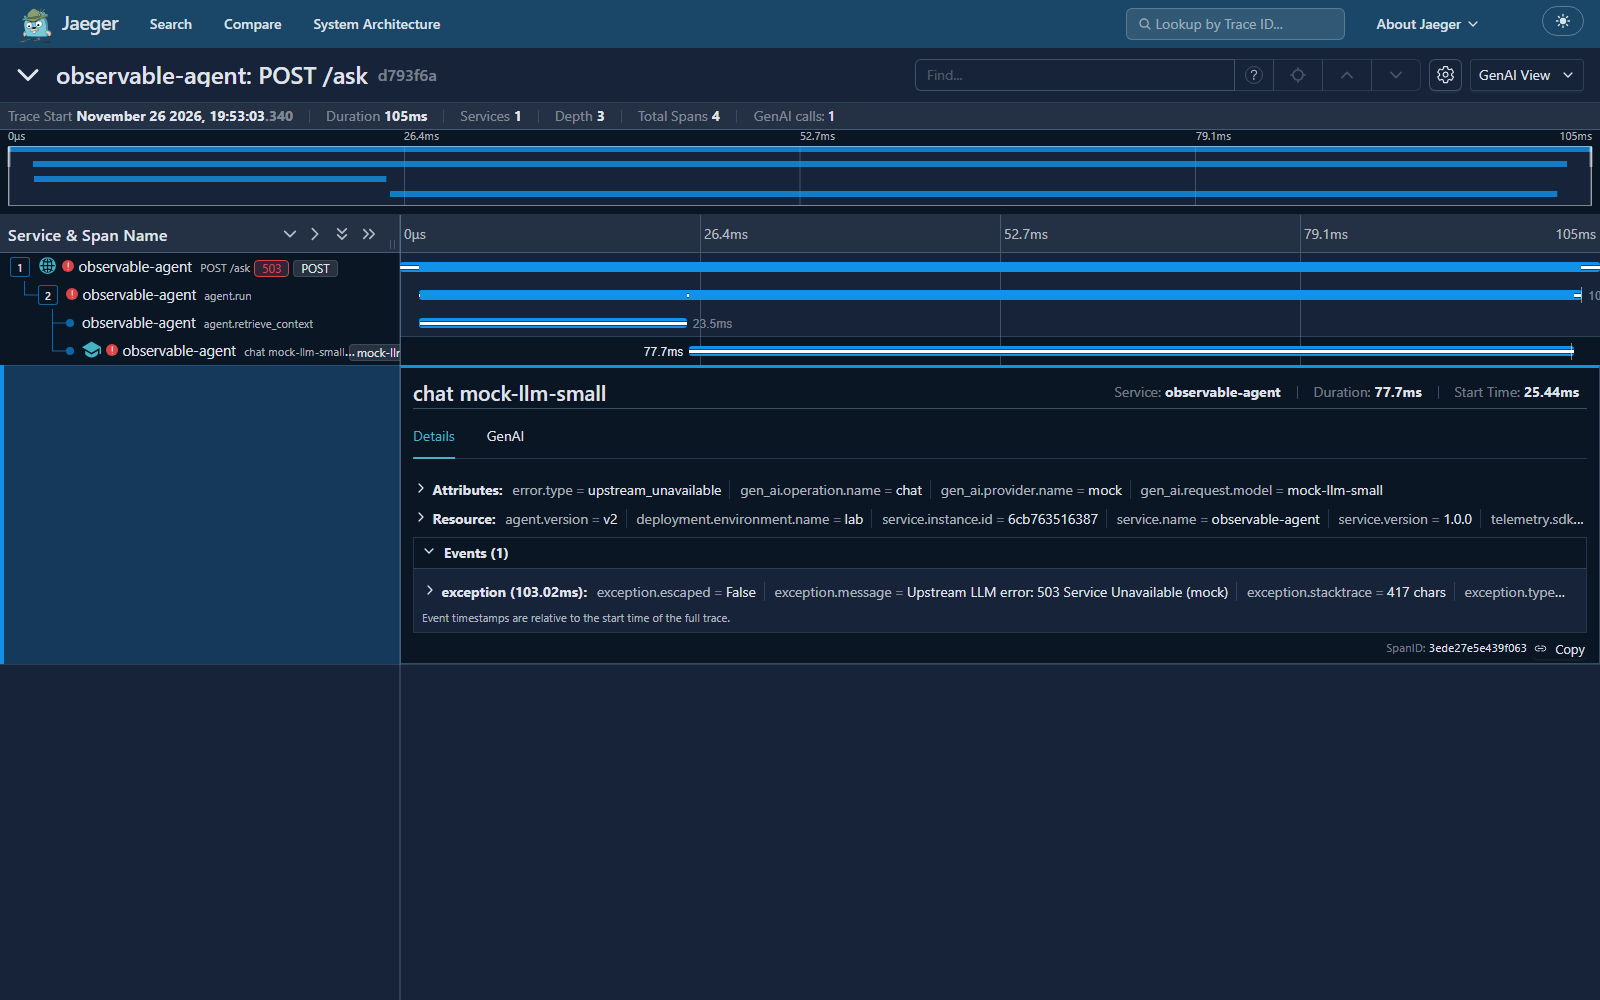 Jaeger Search Compare System Architecture Lookup by Trace ID... About Jaeger
observable-agent: POST /ask d793f6a Find... ? GenAI View
Trace Start November 26 2026, 19:53:03.340 Duration 105ms Services 1 Depth 3 Total Spans 4 GenAI calls: 1
0µs 26.4ms 52.7ms 79.1ms 105ms
Service & Span Name 0µs 26.4ms 52.7ms 79.1ms 105ms
1 observable-agent POST /ask 503 POST
2 observable-agent agent.run 10
observable-agent agent.retrieve_context 23.5ms
observable-agent chat mock-llm-small... mock-llm 77.7ms
chat mock-llm-small Service: observable-agent Duration: 77.7ms Start Time: 25.44ms
Details GenAI
Attributes: error.type = upstream_unavailable gen_ai.operation.name = chat gen_ai.provider.name = mock gen_ai.request.model = mock-llm-small
Resource: agent.version = v2 deployment.environment.name = lab service.instance.id = 6cb763516387 service.name = observable-agent service.version = 1.0.0 telemetry.sdk...
Events (1)
exception (103.02ms): exception.escaped = False exception.message = Upstream LLM error: 503 Service Unavailable (mock) exception.stacktrace = 417 chars exception.type...
Event timestamps are relative to the start time of the full trace.
SpanID: 3ede27e5e439f063 Copy